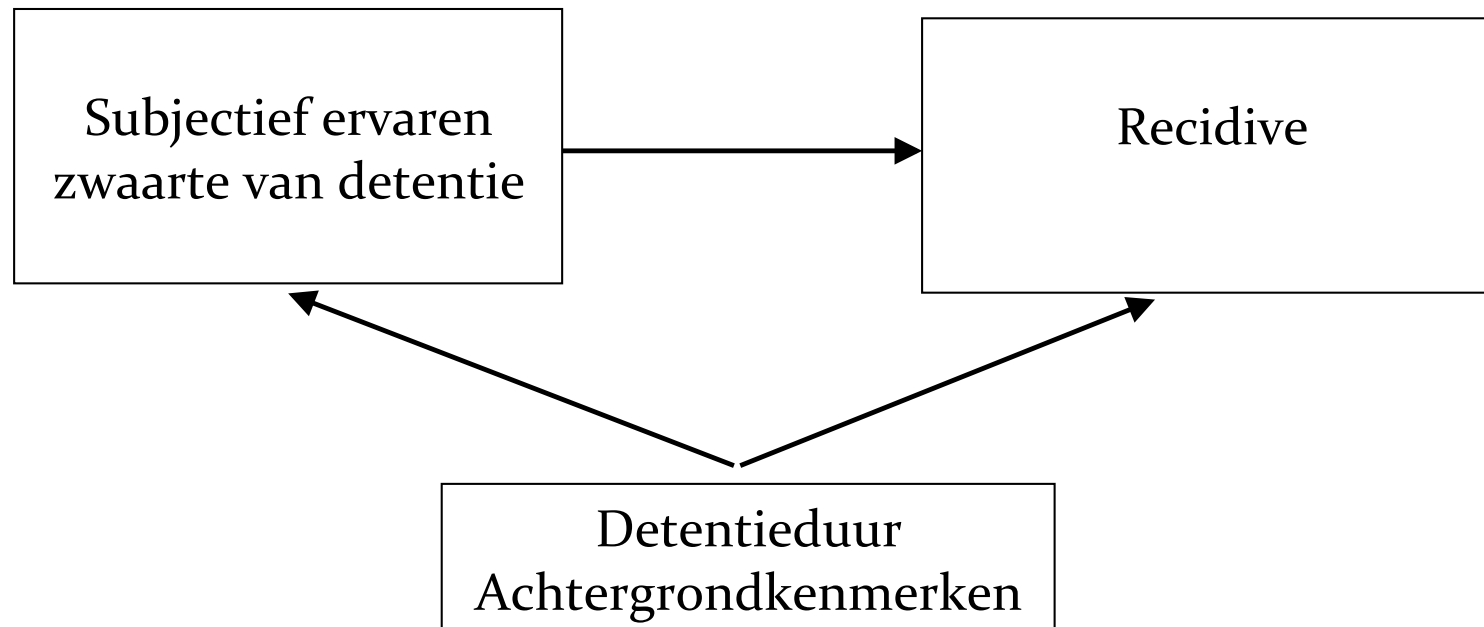 Subjectief ervaren
zwaarte van detentie
Recidive
Detentieduur
Achtergrondkenmerken